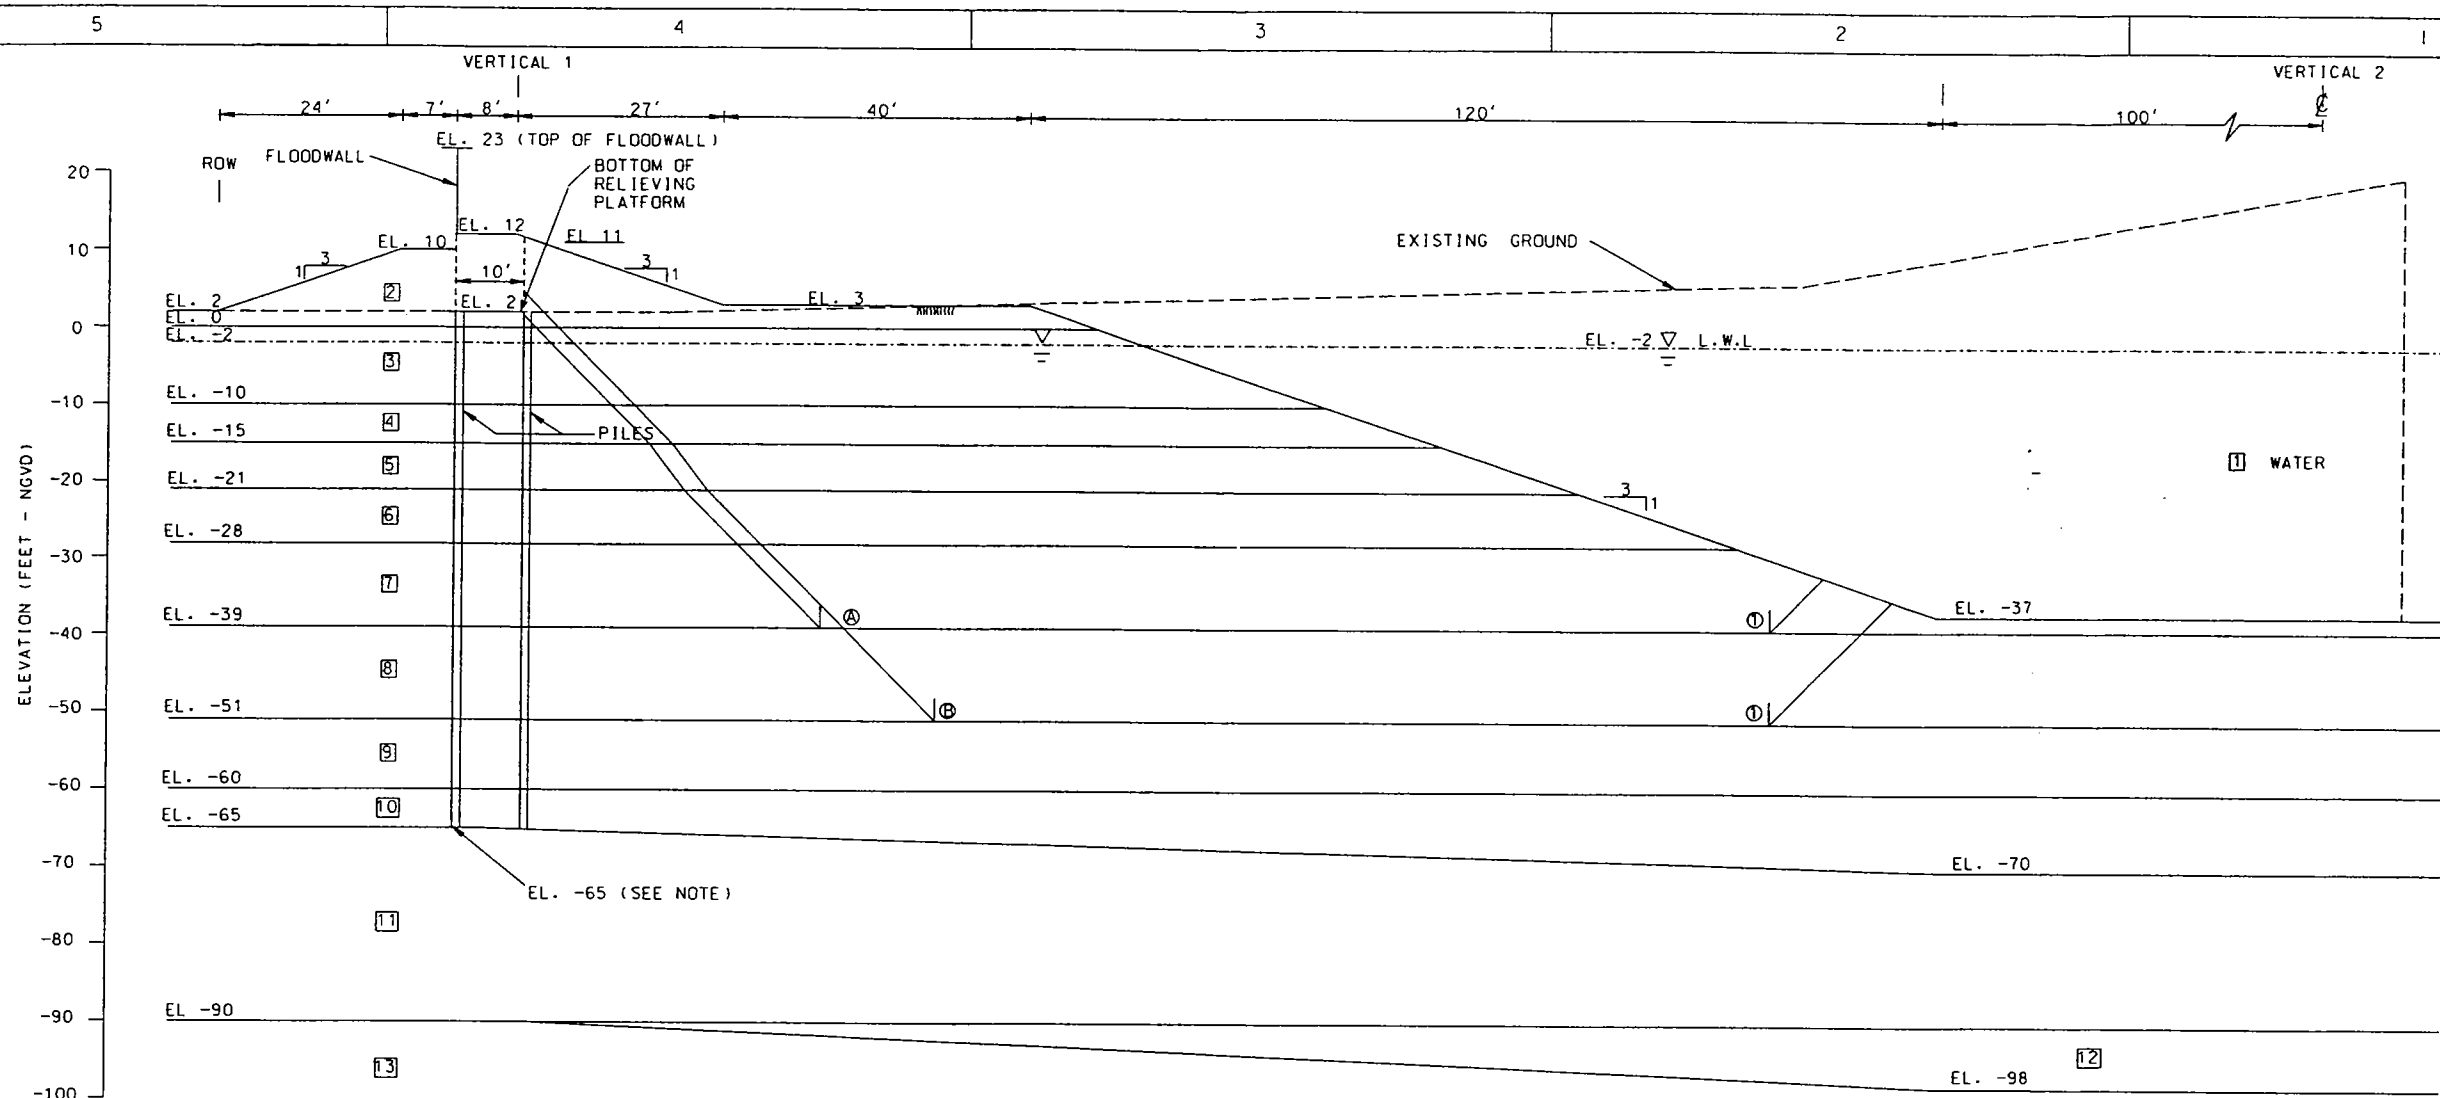 5 4 3 2 1
VERTICAL 1
VERTICAL 2
24' 7' 8' 27' 40' 120' 100' ℄
EL. 23 (TOP OF FLOODWALL)
ROW FLOODWALL
BOTTOM OF
RELIEVING
PLATFORM
20
EL. 12
EL. 10
EL 11
EXISTING GROUND
10
3
1
3
1
10'
2
EL. 2
EL. 2
EL. 3
0
EL. 0
EL. -2
EL. -2 L.W.L
3
EL. -10
-10
4
PILES
EL. -15
5
1 WATER
EL. -21
-20
3
1
6
EL. -28
-30
7
EL. -39
A
1
EL. -37
-40
8
EL. -51
-50
B
1
9
EL. -60
-60
10
EL. -65
-70
EL. -70
EL. -65 (SEE NOTE)
11
-80
EL -90
-90
12
13
EL. -98
-100
ELEVATION (FEET - NGVD)